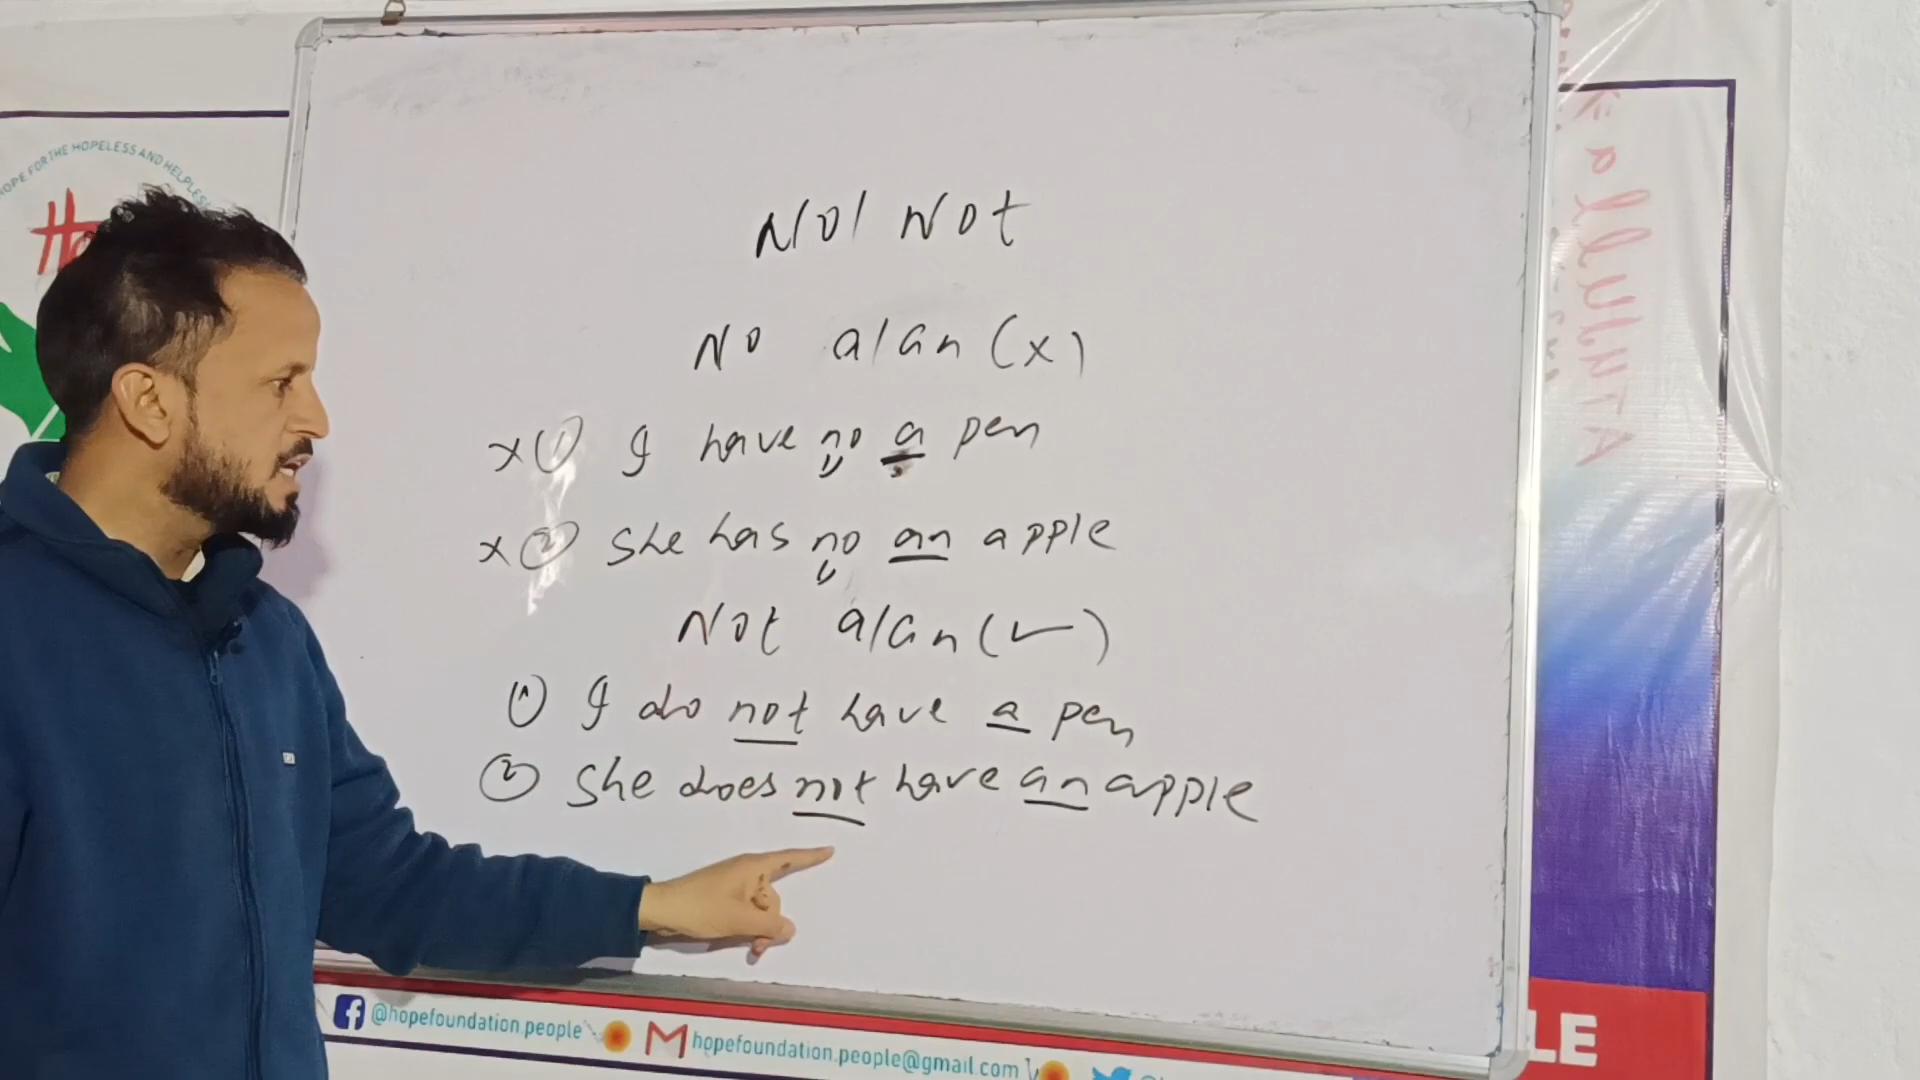 HOPE FOR THE HOPELESS AND HELPLESS
No/Not
No a/an (x)
x ① I have no a pen
x ② She has no an apple
Not a/an (✓)
① I do not have a pen
② She does not have an apple
@hopefoundation.people
hopefoundation.people@gmail.com
LE